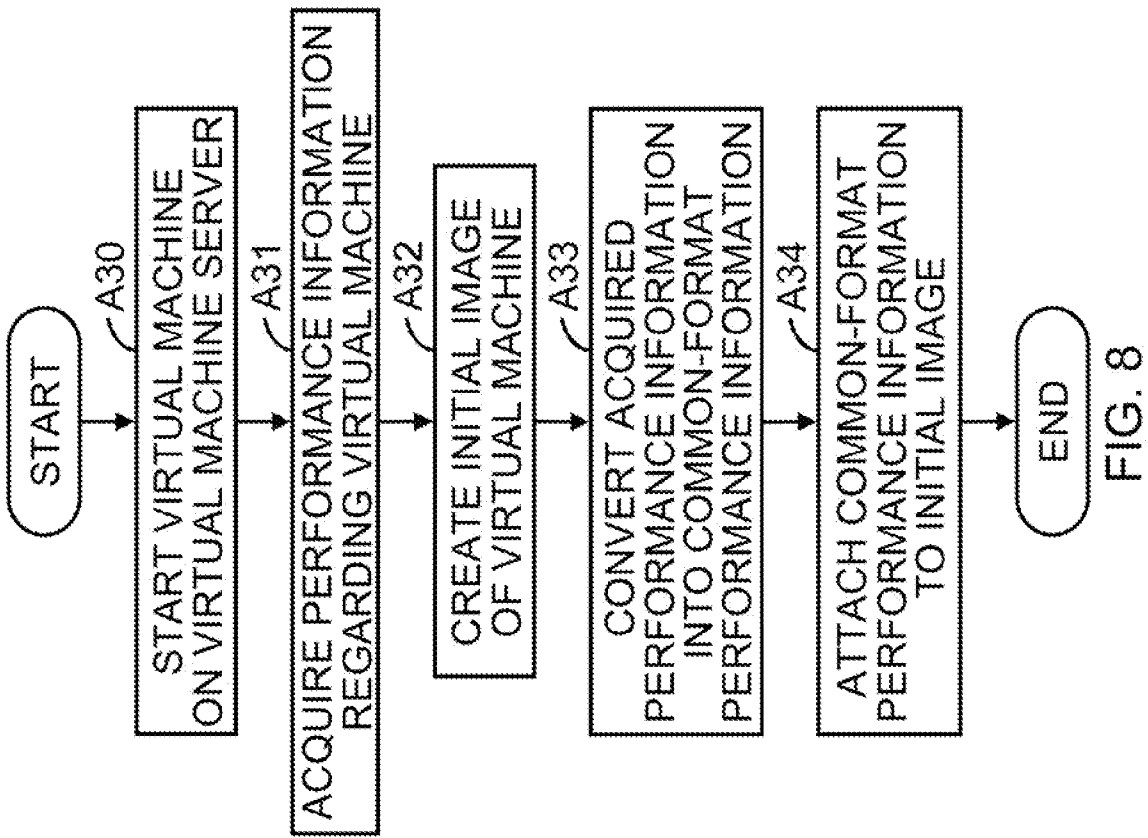 START
A30
START VIRTUAL MACHINE
ON VIRTUAL MACHINE SERVER
A31
ACQUIRE PERFORMANCE INFORMATION
REGARDING VIRTUAL MACHINE
A32
CREATE INITIAL IMAGE
OF VIRTUAL MACHINE
A33
CONVERT ACQUIRED
PERFORMANCE INFORMATION
INTO COMMON-FORMAT
PERFORMANCE INFORMATION
A34
ATTACH COMMON-FORMAT
PERFORMANCE INFORMATION
TO INITIAL IMAGE
END
FIG. 8